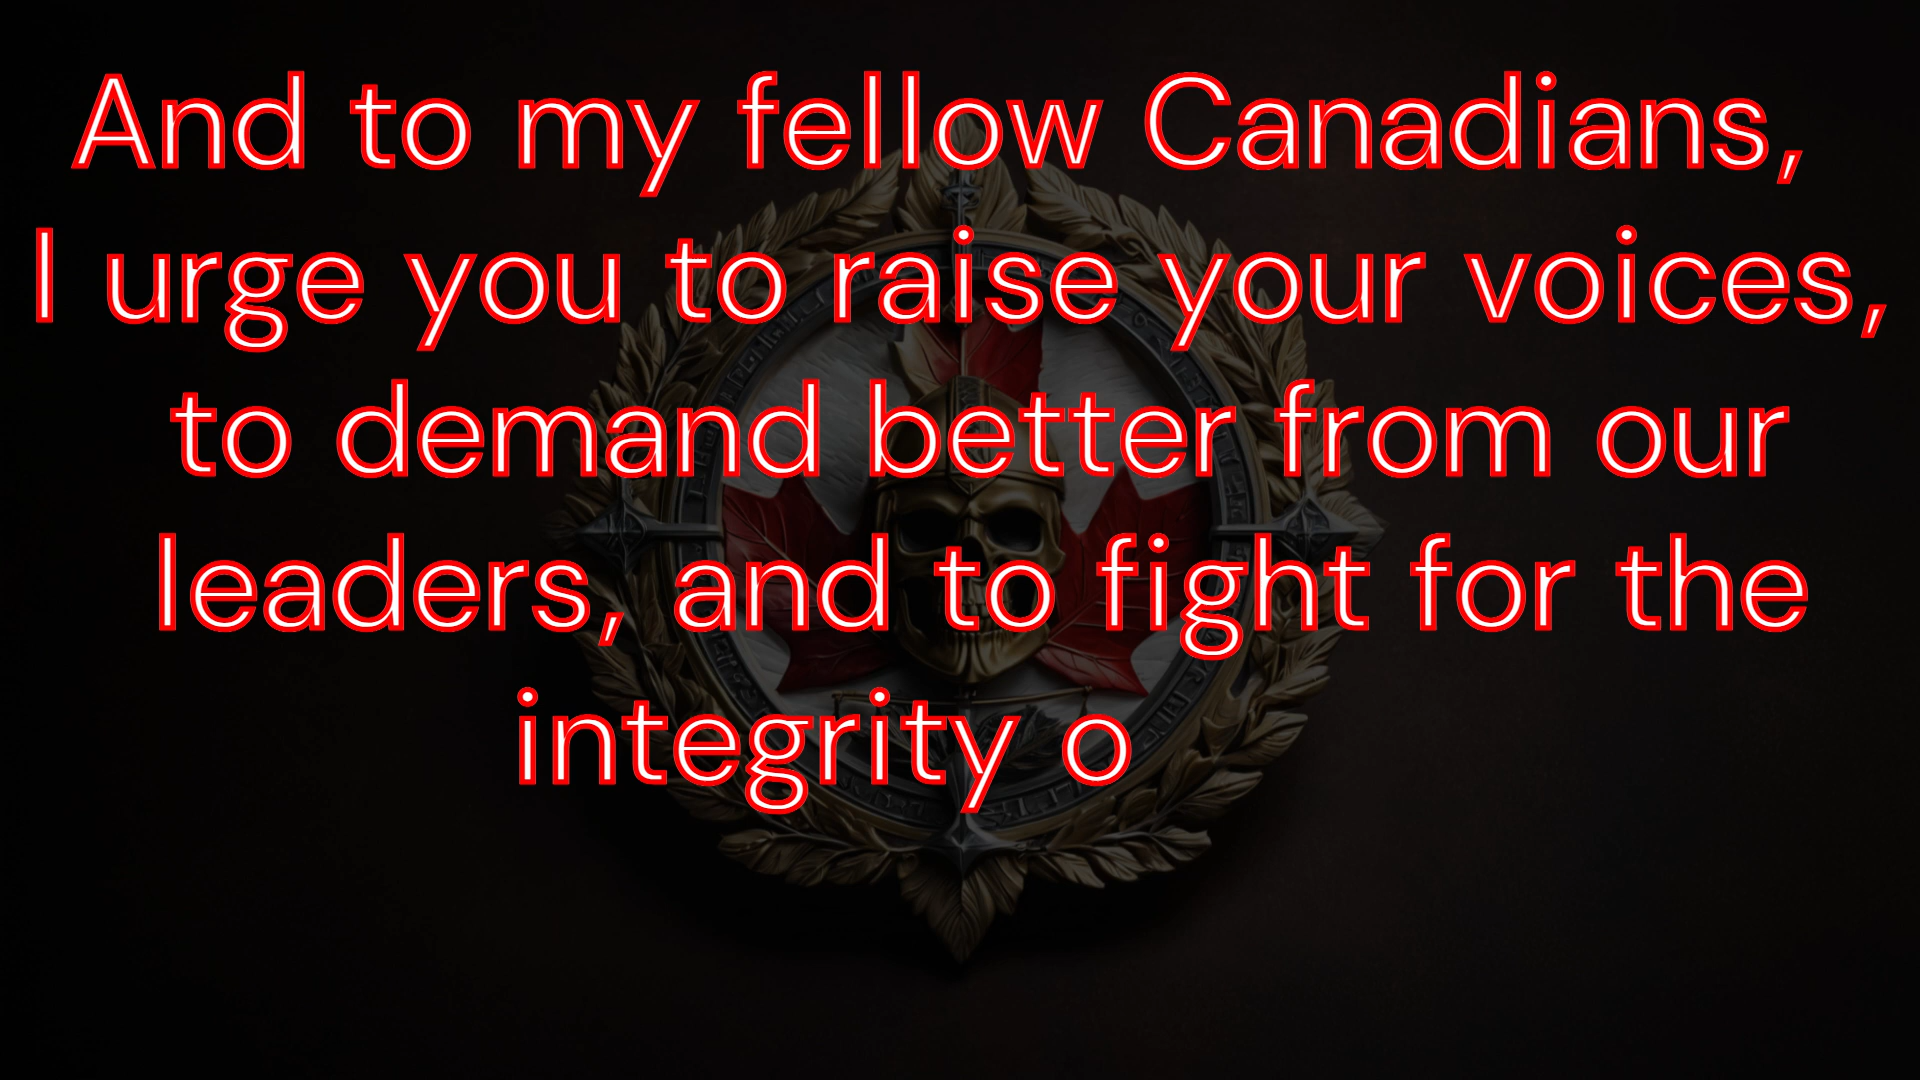 And to my fellow Canadians,
I urge you to raise your voices,
to demand better from our
leaders, and to fight for the
integrity o